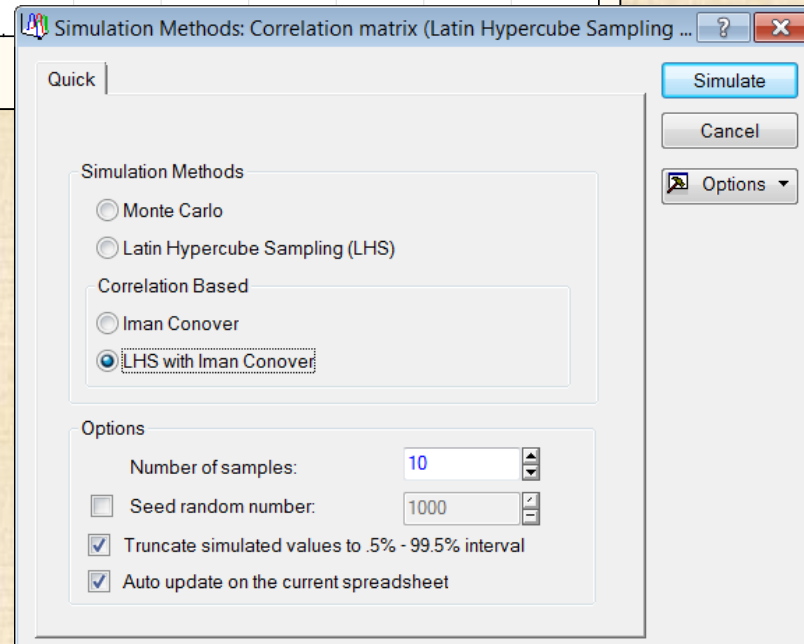 Simulation Methods: Correlation matrix (Latin Hypercube Sampling ...
Quick
Simulate
Cancel
Options
Simulation Methods
Monte Carlo
Latin Hypercube Sampling (LHS)
Correlation Based
Iman Conover
LHS with Iman Conover
Options
Number of samples: 10
Seed random number: 1000
Truncate simulated values to .5% - 99.5% interval
Auto update on the current spreadsheet